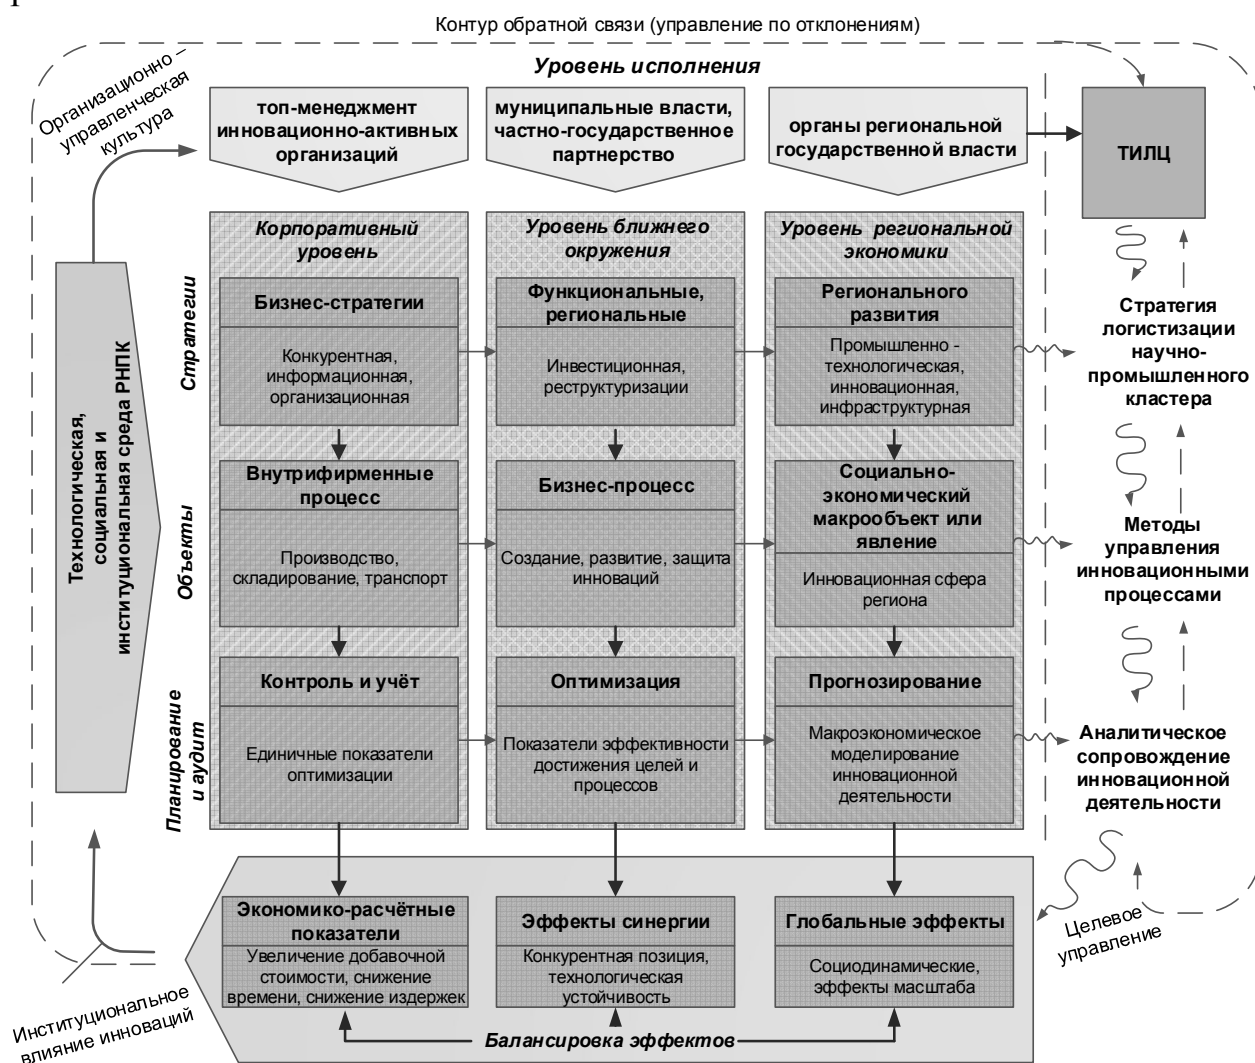 Контур обратной связи (управление по отклонениям)
Организационно –
управленческая
культура
Уровень исполнения
топ-менеджмент
инновационно-активных
организаций
муниципальные власти,
частно-государственное
партнерство
органы региональной
государственной власти
ТИЛЦ
Технологическая,
социальная и
институциональная среда РНПК
Стратегии
Объекты
Планирование
и аудит
Корпоративный
уровень
Уровень ближнего
окружения
Уровень региональной
экономики
Бизнес-стратегии
Конкурентная,
информационная,
организационная
Функциональные,
региональные
Инвестиционная,
реструктуризации
Регионального
развития
Промышленно -
технологическая,
инновационная,
инфраструктурная
Стратегия
логистизации
научно-
промышленного
кластера
Внутрифирменные
процесс
Производство,
складирование, транспорт
Бизнес-процесс
Создание, развитие, защита
инноваций
Социально-
экономический
макрообъект или
явление
Инновационная сфера
региона
Методы
управления
инновационными
процессами
Контроль и учёт
Единичные показатели
оптимизации
Оптимизация
Показатели эффективности
достижения целей и
процессов
Прогнозирование
Макроэкономическое
моделирование
инновационной
деятельности
Аналитическое
сопровождение
инновационной
деятельности
Экономико-расчётные
показатели
Увеличение добавочной
стоимости, снижение
времени, снижение издержек
Эффекты синергии
Конкурентная позиция,
технологическая
устойчивость
Глобальные эффекты
Социодинамические,
эффекты масштаба
Целевое
управление
Институциональное
влияние инноваций
Балансировка эффектов